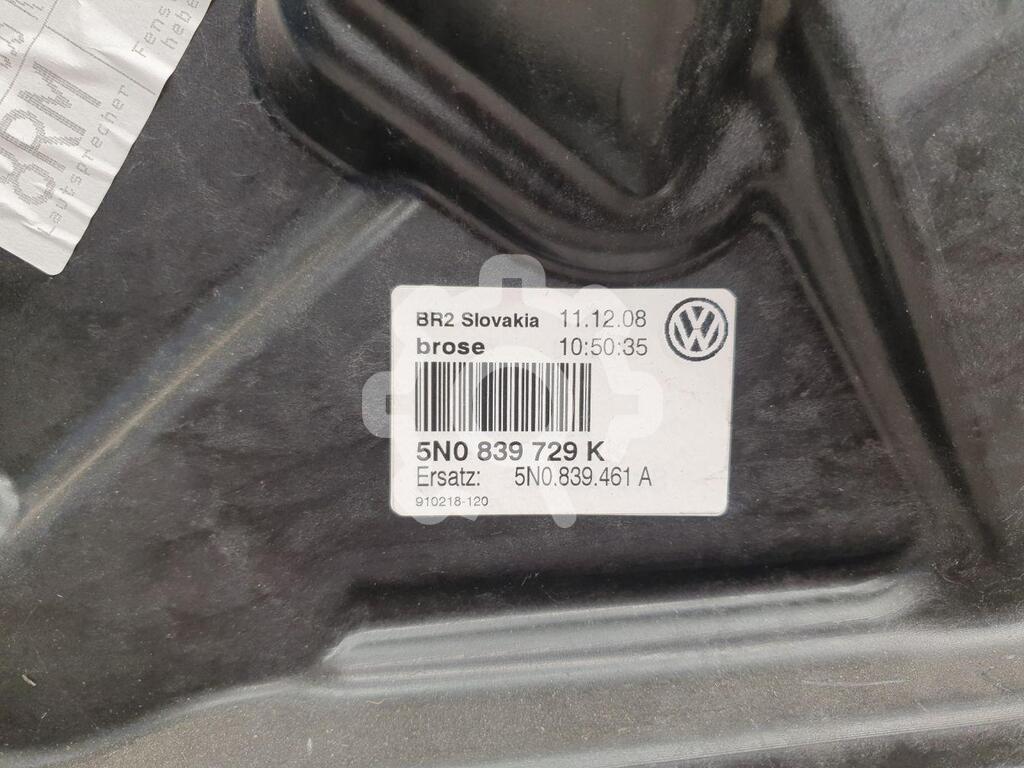 8RM
Lautsprecher
BR2 Slovakia 11.12.08
brose 10:50:35
5N0 839 729 K
Ersatz: 5N0.839.461 A
910218-120